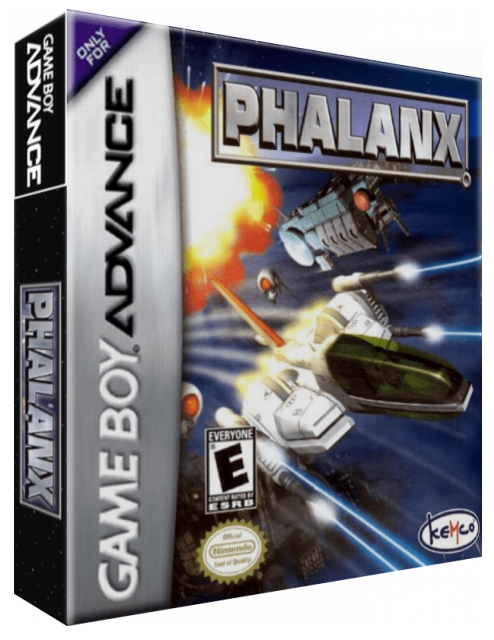 GAME BOY
ADVANCE
PHALANX
ONLY
FOR
GAME BOY ADVANCE
PHALANX
EVERYONE
E
CONTENT RATED BY
ESRB
Official
Nintendo
Seal of Quality
KEMCO